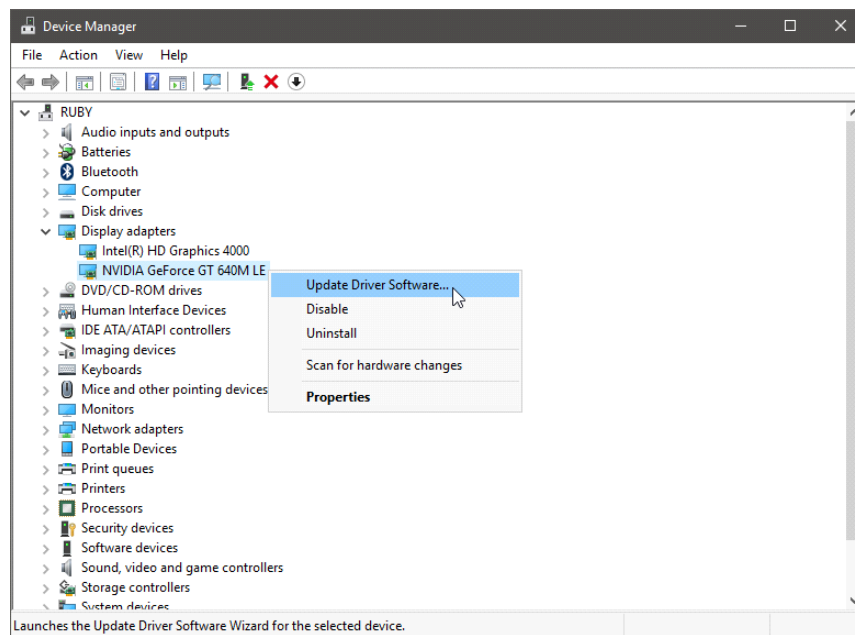 Device Manager
File Action View Help
RUBY
Audio inputs and outputs
Batteries
Bluetooth
Computer
Disk drives
Display adapters
Intel(R) HD Graphics 4000
NVIDIA GeForce GT 640M LE
Update Driver Software...
Disable
Uninstall
Scan for hardware changes
Properties
DVD/CD-ROM drives
Human Interface Devices
IDE ATA/ATAPI controllers
Imaging devices
Keyboards
Mice and other pointing devices
Monitors
Network adapters
Portable Devices
Print queues
Printers
Processors
Security devices
Software devices
Sound, video and game controllers
Storage controllers
System devices
Launches the Update Driver Software Wizard for the selected device.